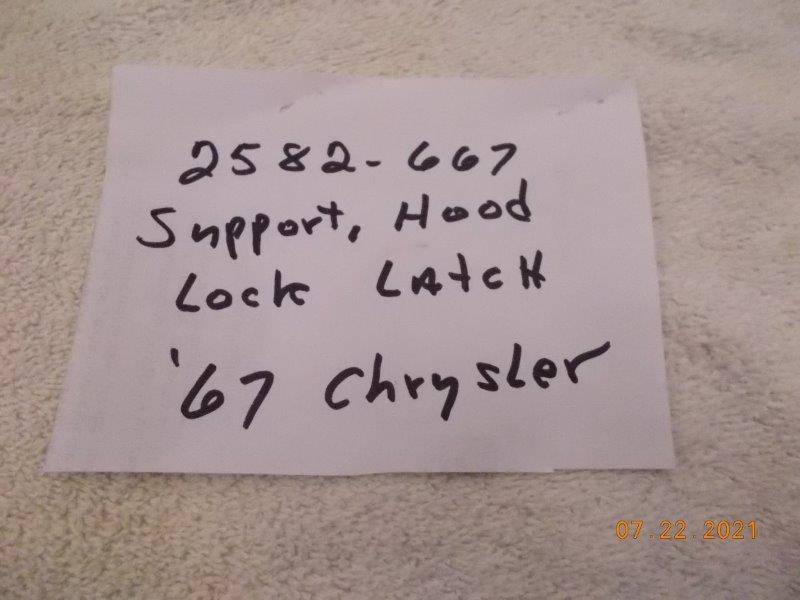 2582-667
Support, Hood
Lock LAtcH
'67 Chrysler
07.22.2021